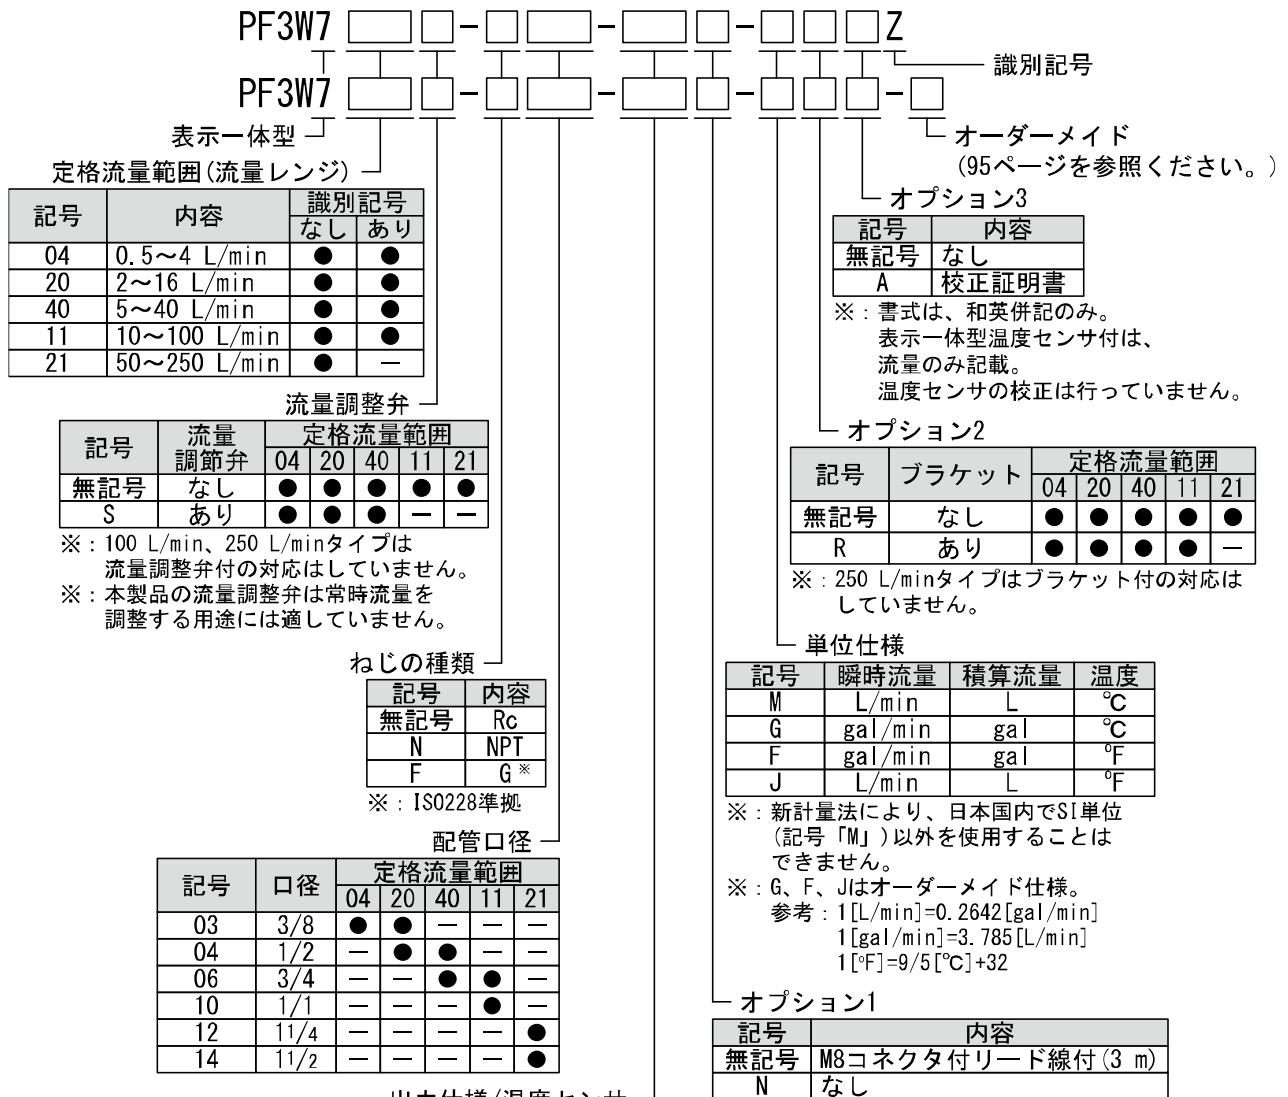 PF3W7 □□-□□-□□-□□□Z
識別記号
PF3W7 □□-□□-□□-□□□-□
表示一体型
オーダーメイド
(95ページを参照ください。)
定格流量範囲(流量レンジ)
記号 内容 識別記号
なし あり
04 0.5～4 L/min ● ●
20 2～16 L/min ● ●
40 5～40 L/min ● ●
11 10～100 L/min ● ●
21 50～250 L/min ● －
オプション3
記号 内容
無記号 なし
A 校正証明書
※：書式は、和英併記のみ。
表示一体型温度センサ付は、
流量のみ記載。
温度センサの校正は行っていません。
流量調整弁
記号 流量調節弁 定格流量範囲
04 20 40 11 21
無記号 なし ● ● ● ● ●
S あり ● ● ● － －
※：100 L/min、250 L/minタイプは
流量調整弁付の対応はしていません。
※：本製品の流量調整弁は常時流量を
調整する用途には適していません。
オプション2
記号 ブラケット 定格流量範囲
04 20 40 11 21
無記号 なし ● ● ● ● ●
R あり ● ● ● ● －
※：250 L/minタイプはブラケット付の対応は
していません。
ねじの種類
記号 内容
無記号 Rc
N NPT
F G※
※：ISO228準拠
単位仕様
記号 瞬時流量 積算流量 温度
M L/min L ℃
G gal/min gal ℃
F gal/min gal °F
J L/min L °F
※：新計量法により、日本国内でSI単位
(記号「M」)以外を使用することは
できません。
※：G、F、Jはオーダーメイド仕様。
参考：1[L/min]=0.2642[gal/min]
1[gal/min]=3.785[L/min]
1[°F]=9/5[℃]+32
配管口径
記号 口径 定格流量範囲
04 20 40 11 21
03 3/8 ● ● － － －
04 1/2 － ● ● － －
06 3/4 － － ● ● －
10 1/1 － － － ● －
12 11/4 － － － － ●
14 11/2 － － － － ●
オプション1
記号 内容
無記号 M8コネクタ付リード線付(3 m)
N なし